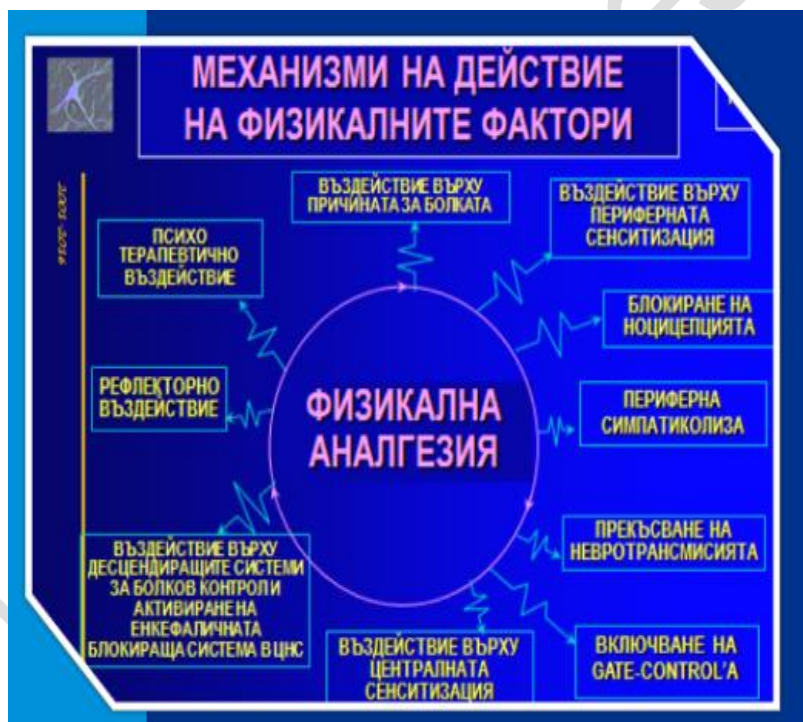 МЕХАНИЗМИ НА ДЕЙСТВИЕ
НА ФИЗИКАЛНИТЕ ФАКТОРИ
2001-2016
ВЪЗДЕЙСТВИЕ ВЪРХУ
ПРИЧИНАТА ЗА БОЛКАТА
ВЪЗДЕЙСТВИЕ ВЪРХУ
ПЕРИФЕРНАТА
СЕНСИТИЗАЦИЯ
БЛОКИРАНЕ НА
НОЦИЦЕПЦИЯТА
ПЕРИФЕРНА
СИМПАТИКОЛИЗА
ПРЕКЪСВАНЕ НА
НЕВРОТРАНСМИСИЯТА
ВКЛЮЧВАНЕ НА
GATE-CONTROL'А
ВЪЗДЕЙСТВИЕ ВЪРХУ
ЦЕНТРАЛНАТА
СЕНСИТИЗАЦИЯ
ВЪЗДЕЙСТВИЕ ВЪРХУ
ДЕСЦЕНДИРАЩИТЕ СИСТЕМИ
ЗА БОЛКОВ КОНТРОЛ И
АКТИВИРАНЕ НА
ЕНКЕФАЛИЧНАТА
БЛОКИРАЩА СИСТЕМА В ЦНС
РЕФЛЕКТОРНО
ВЪЗДЕЙСТВИЕ
ПСИХО
ТЕРАПЕВТИЧНО
ВЪЗДЕЙСТВИЕ
ФИЗИКАЛНА
АНАЛГЕЗИЯ